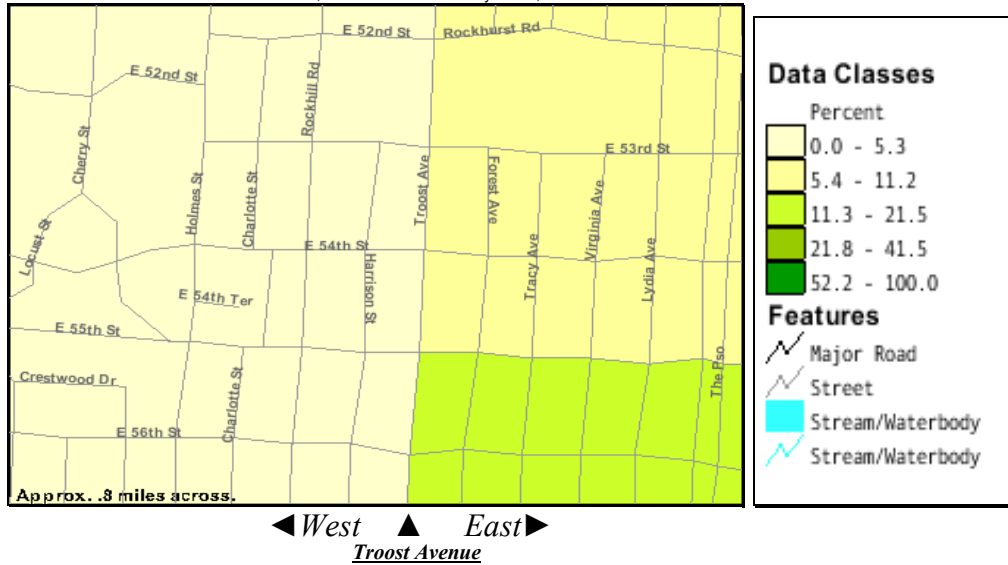 E 52nd St
Rockhurst Rd
E 52nd St
Rockhill Rd
Cherry St
E 53rd St
Troost Ave
Forest Ave
Holmes St
Charlotte St
Virginia Ave
Locust St
E 54th St
Tracy Ave
Lydia Ave
Harrison St
E 54th Ter
E 55th St
The Pso
Crestwood Dr
Charlotte St
E 56th St
Approx. .8 miles across.
Data Classes
Percent
0.0 - 5.3
5.4 - 11.2
11.3 - 21.5
21.8 - 41.5
52.2 - 100.0
Features
Major Road
Street
Stream/Waterbody
Stream/Waterbody
◄West ▲ East►
Troost Avenue